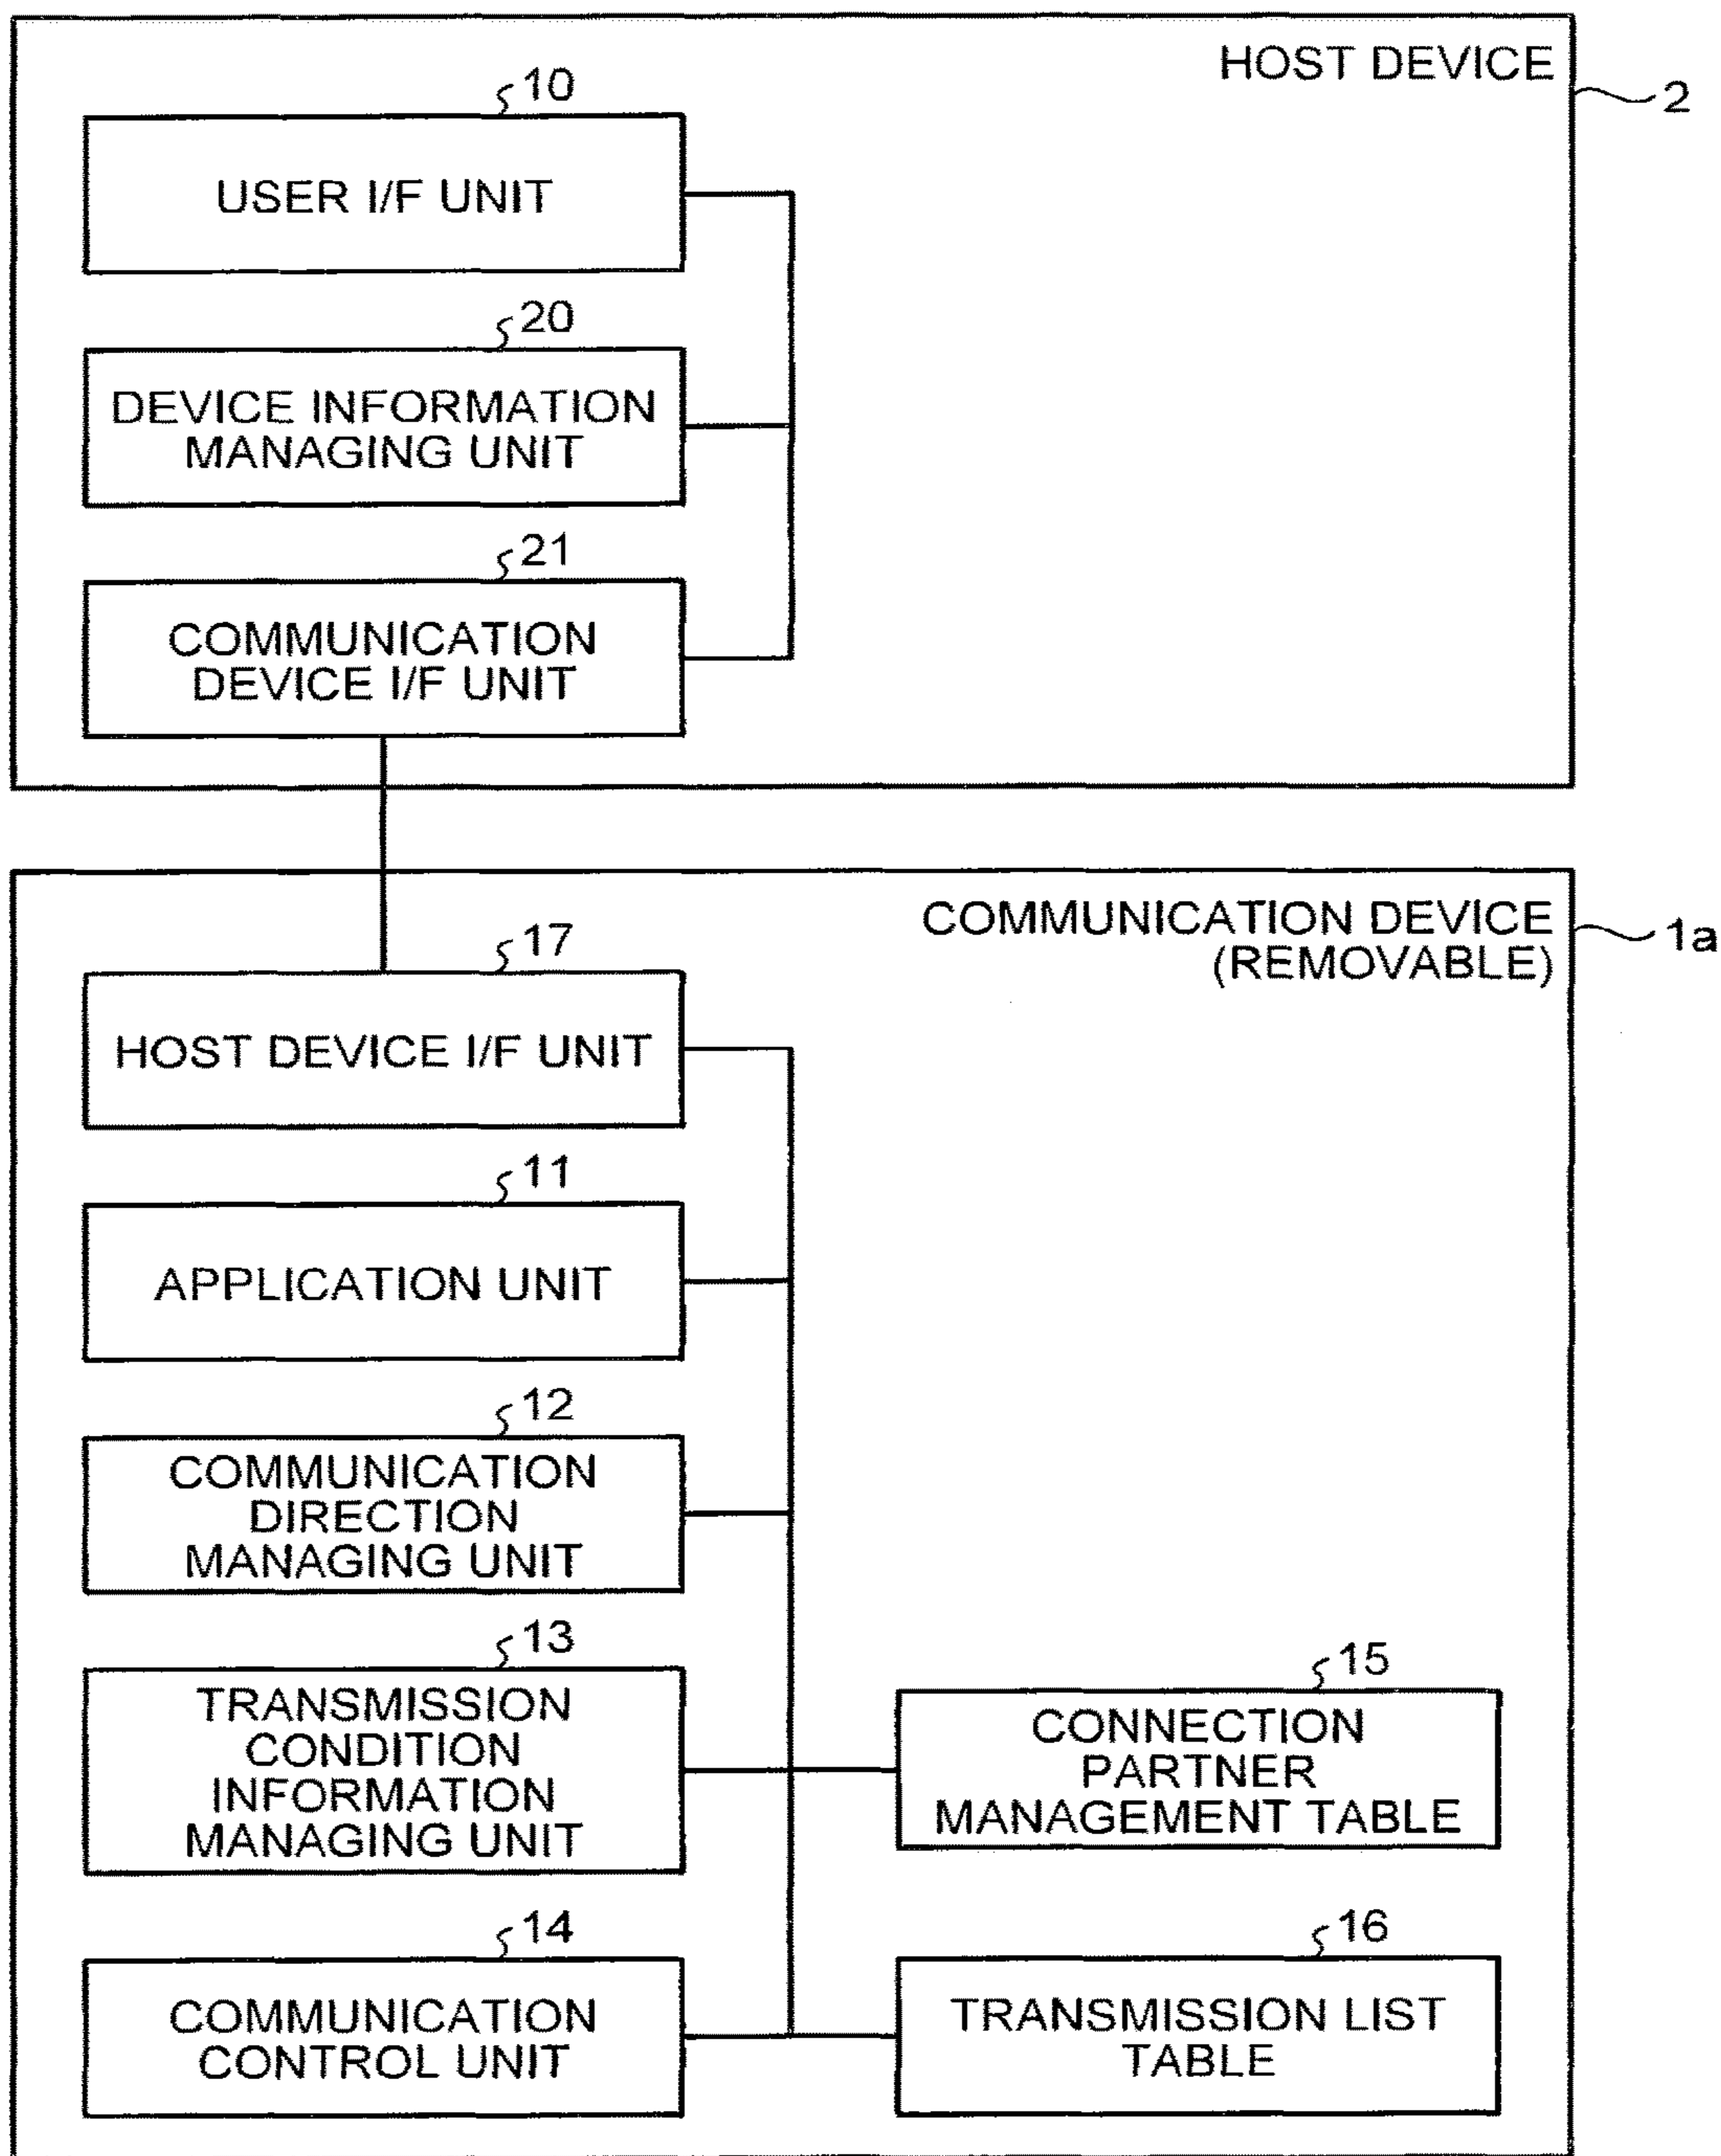 HOST DEVICE
2
10
USER I/F UNIT
20
DEVICE INFORMATION
MANAGING UNIT
21
COMMUNICATION
DEVICE I/F UNIT
COMMUNICATION DEVICE
(REMOVABLE)
1a
17
HOST DEVICE I/F UNIT
11
APPLICATION UNIT
12
COMMUNICATION
DIRECTION
MANAGING UNIT
13
TRANSMISSION
CONDITION
INFORMATION
MANAGING UNIT
15
CONNECTION
PARTNER
MANAGEMENT TABLE
14
COMMUNICATION
CONTROL UNIT
16
TRANSMISSION LIST
TABLE